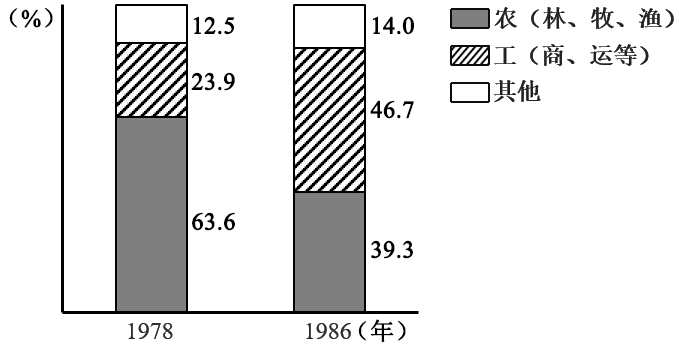 (%)
12.5
23.9
63.6
1978
14.0
46.7
39.3
1986(年)
农（林、牧、渔）
工（商、运等）
其他